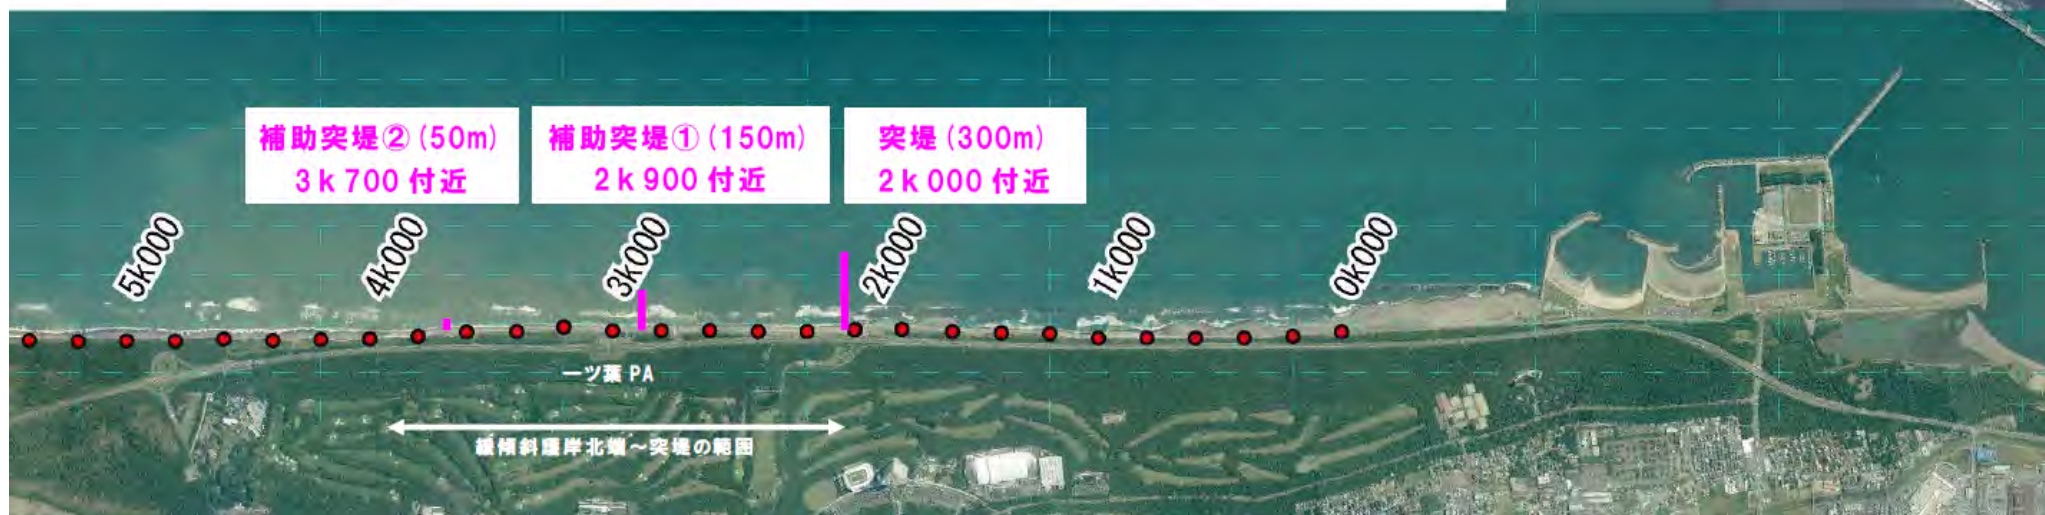 補助突堤②(50m)
3k700付近
補助突堤①(150m)
2k900付近
突堤(300m)
2k000付近
5k000
4k000
3k000
2k000
1k000
0k000
一ツ葉PA
緩傾斜護岸北端～突堤の範囲